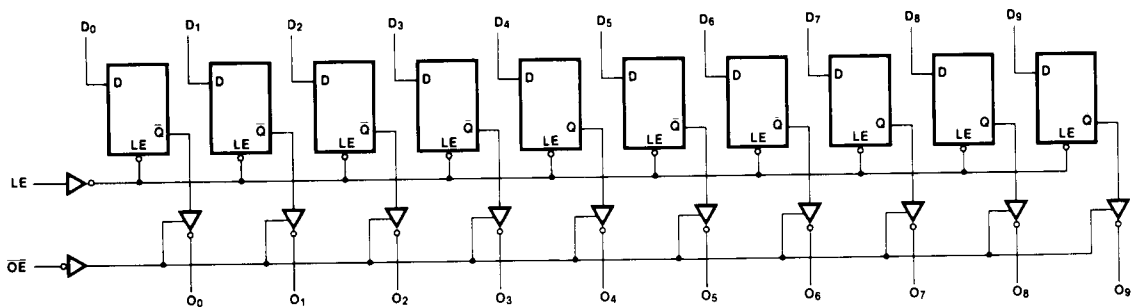 D0 D1 D2 D3 D4 D5 D6 D7 D8 D9
D D D D D D D D D D
Q̄ Q̄ Q̄ Q̄ Q Q̄ Q̄ Q Q Q
LE LE LE LE LE LE LE LE LE LE
LE
O̅E̅
O0 O1 O2 O3 O4 O5 O6 O7 O8 O9